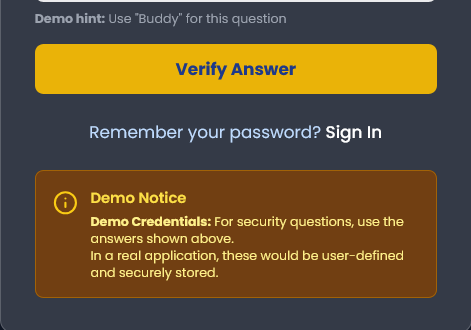 Demo hint: Use "Buddy" for this question
Verify Answer
Remember your password? Sign In
Demo Notice
Demo Credentials: For security questions, use the
answers shown above.
In a real application, these would be user-defined
and securely stored.